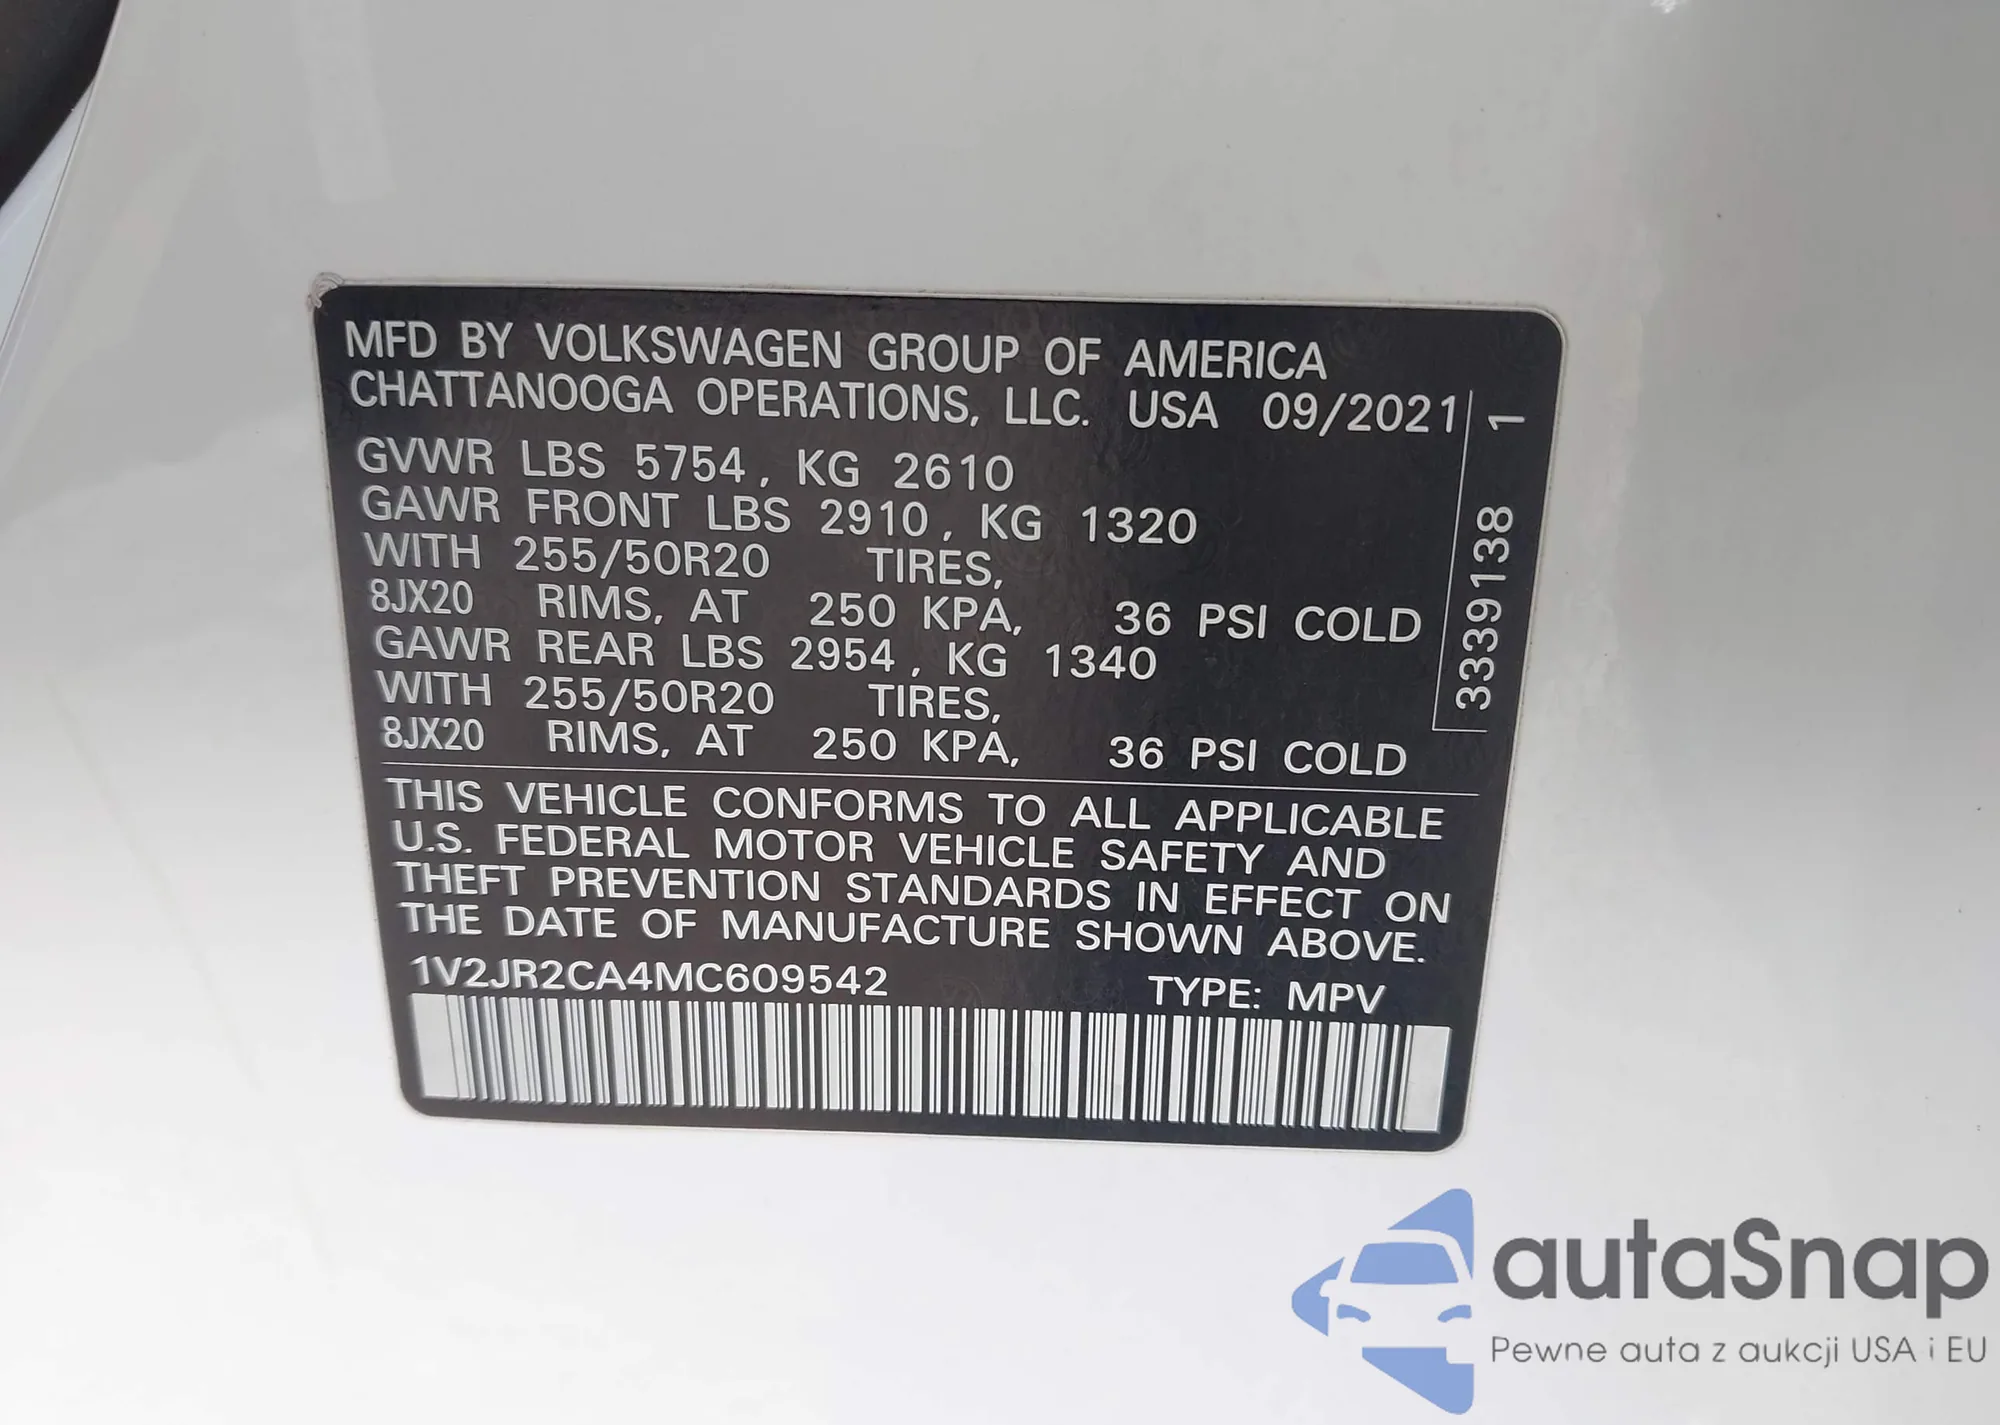 MFD BY VOLKSWAGEN GROUP OF AMERICA
CHATTANOOGA OPERATIONS, LLC. USA 09/2021
GVWR LBS 5754, KG 2610
GAWR FRONT LBS 2910, KG 1320
WITH 255/50R20 TIRES,
8JX20 RIMS, AT 250 KPA, 36 PSI COLD
GAWR REAR LBS 2954, KG 1340
WITH 255/50R20 TIRES,
8JX20 RIMS, AT 250 KPA, 36 PSI COLD
3339138 1
THIS VEHICLE CONFORMS TO ALL APPLICABLE
U.S. FEDERAL MOTOR VEHICLE SAFETY AND
THEFT PREVENTION STANDARDS IN EFFECT ON
THE DATE OF MANUFACTURE SHOWN ABOVE.
1V2JR2CA4MC609542 TYPE: MPV
autaSnap
Pewne auta z aukcji USA i EU